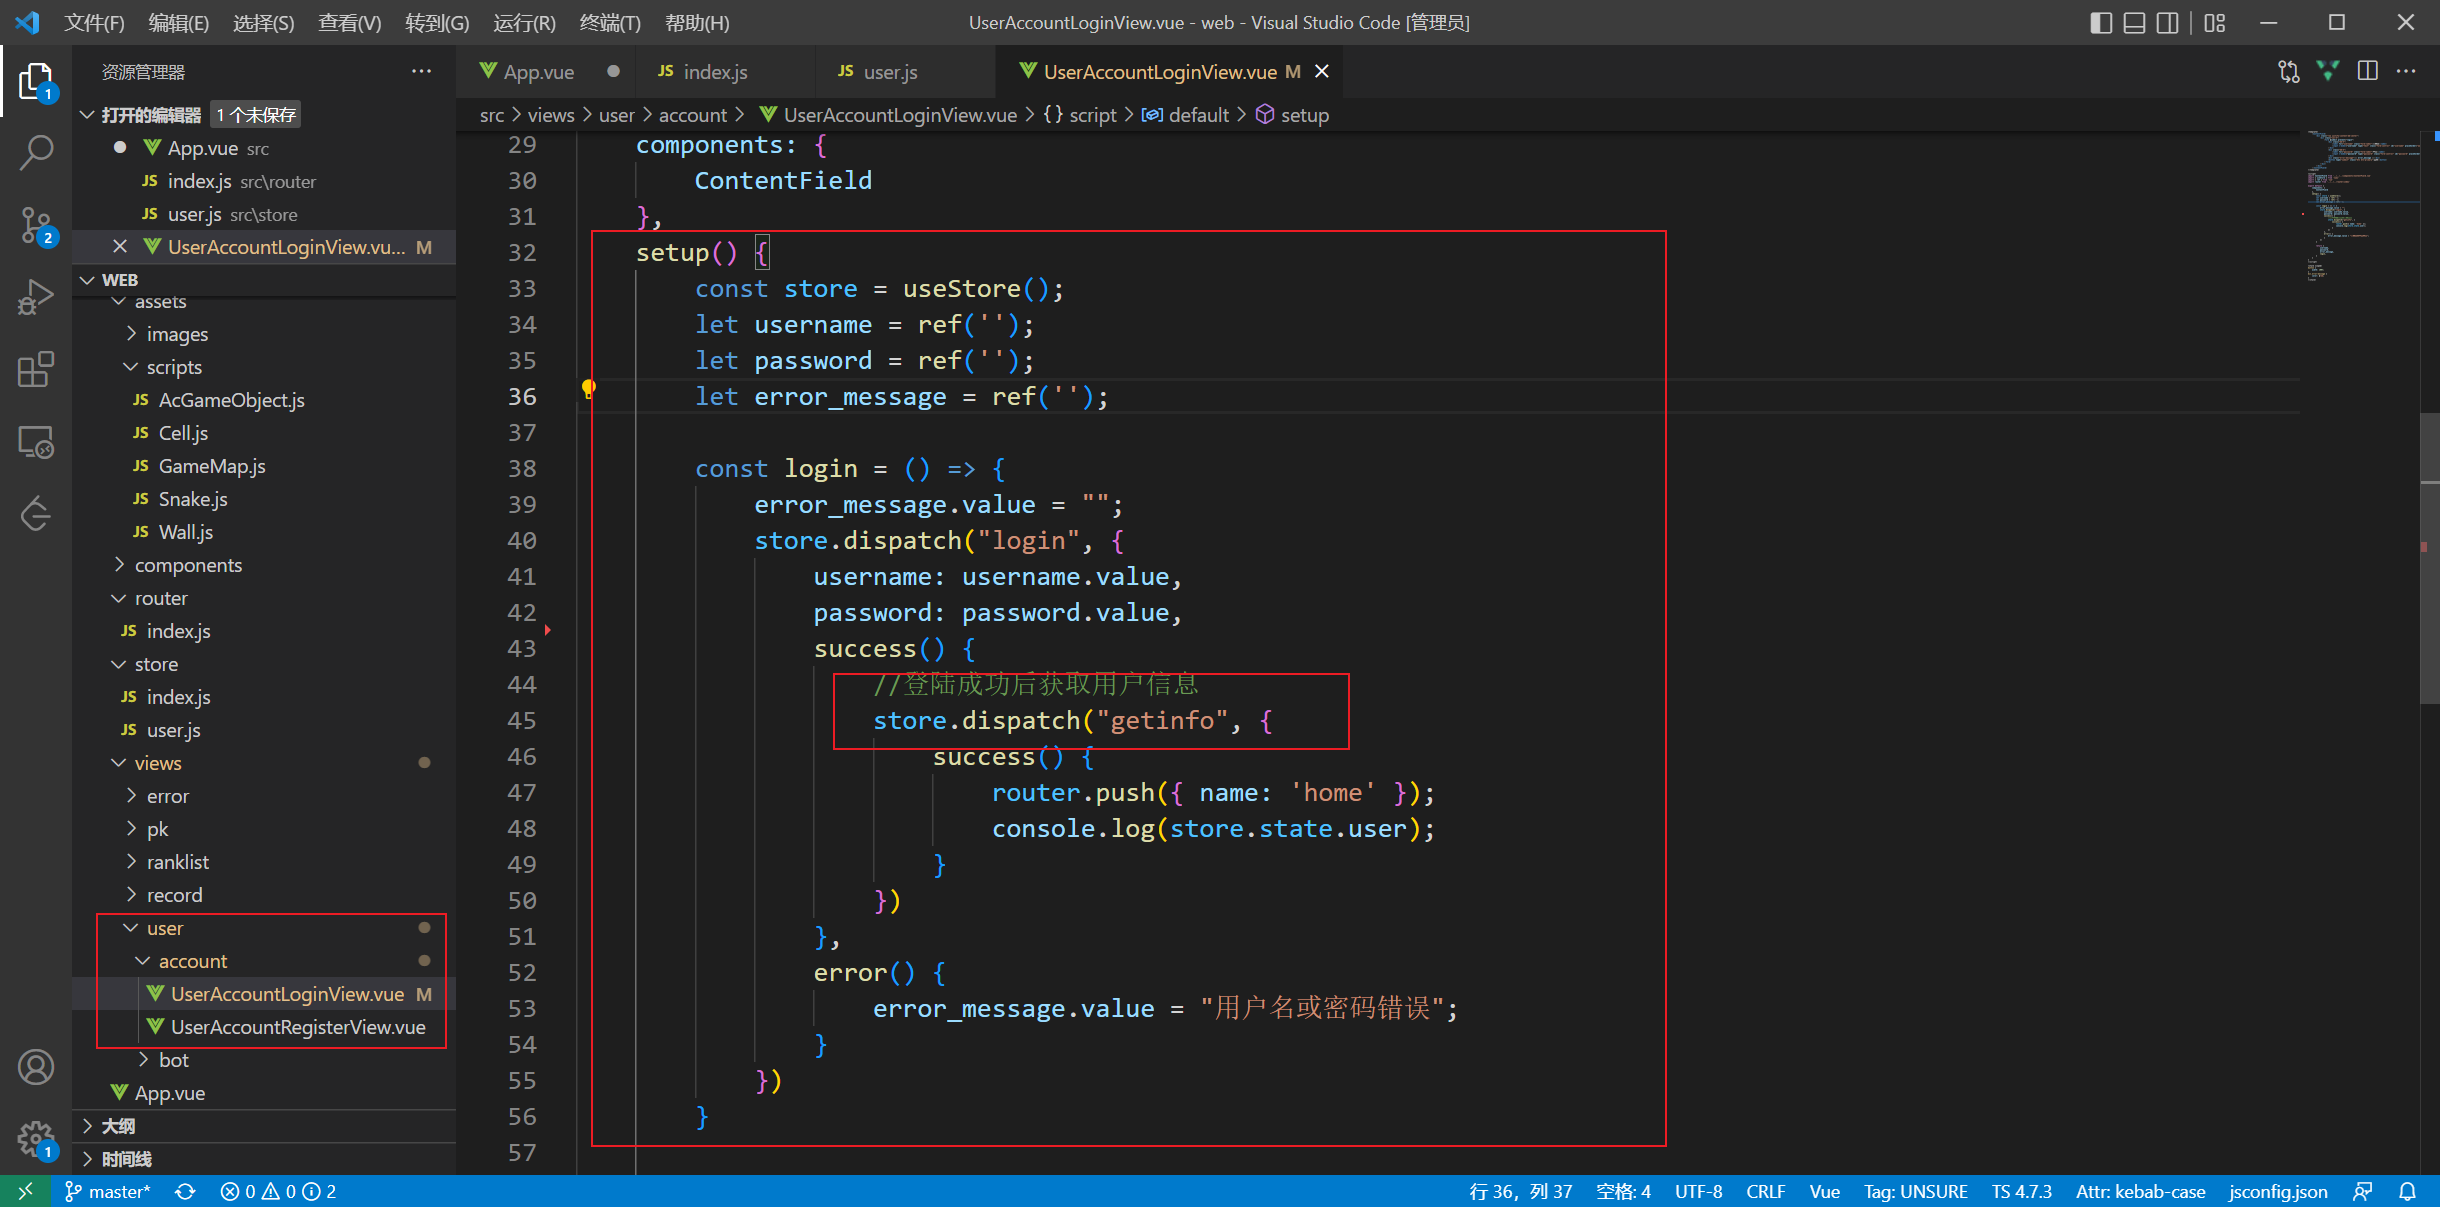 文件(F) 编辑(E) 选择(S) 查看(V) 转到(G) 运行(R) 终端(T) 帮助(H) UserAccountLoginView.vue - web - Visual Studio Code [管理员]
资源管理器
打开的编辑器 1 个未保存
App.vue src
JS index.js src\router
JS user.js src\store
UserAccountLoginView.vu... M
WEB
assets
images
scripts
JS AcGameObject.js
JS Cell.js
JS GameMap.js
JS Snake.js
JS Wall.js
components
router
JS index.js
store
JS index.js
JS user.js
views
error
pk
ranklist
record
user
account
UserAccountLoginView.vue M
UserAccountRegisterView.vue
bot
App.vue
大纲
时间线
1
2
1
App.vue JS index.js JS user.js UserAccountLoginView.vue M
src > views > user > account > UserAccountLoginView.vue > {} script > default > setup
29 components: {
30 ContentField
31 },
32 setup() {
33 const store = useStore();
34 let username = ref('');
35 let password = ref('');
36 let error_message = ref('');
37
38 const login = () => {
39 error_message.value = "";
40 store.dispatch("login", {
41 username: username.value,
42 password: password.value,
43 success() {
44 //登陆成功后获取用户信息
45 store.dispatch("getinfo", {
46 success() {
47 router.push({ name: 'home' });
48 console.log(store.state.user);
49 }
50 })
51 },
52 error() {
53 error_message.value = "用户名或密码错误";
54 }
55 })
56 }
57
master* 0 0 2 行 36，列 37 空格: 4 UTF-8 CRLF Vue Tag: UNSURE TS 4.7.3 Attr: kebab-case jsconfig.json